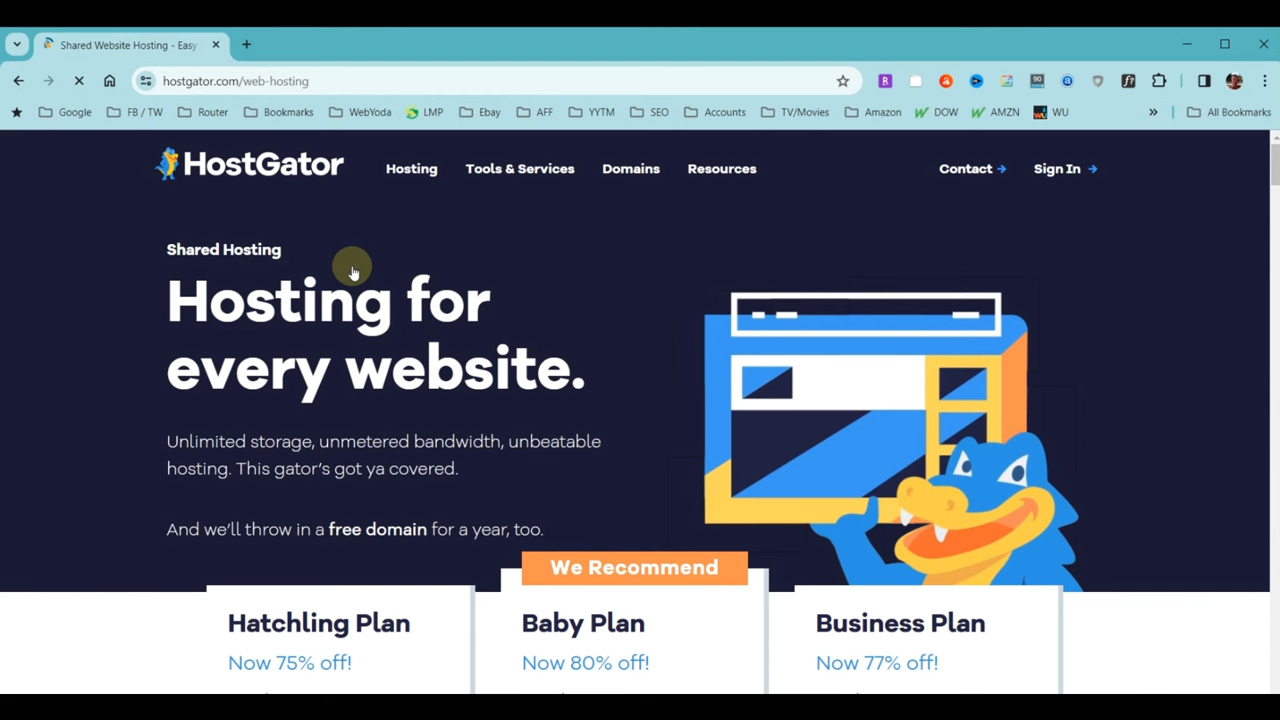 Shared Website Hosting - Easy
hostgator.com/web-hosting
Google FB / TW Router Bookmarks WebYoda LMP Ebay AFF YYTM SEO Accounts TV/Movies Amazon DOW AMZN WU » All Bookmarks
HostGator Hosting Tools & Services Domains Resources Contact Sign In
Shared Hosting
Hosting for
every website.
Unlimited storage, unmetered bandwidth, unbeatable
hosting. This gator's got ya covered.
And we'll throw in a free domain for a year, too.
We Recommend
Hatchling Plan Baby Plan Business Plan
Now 75% off! Now 80% off! Now 77% off!